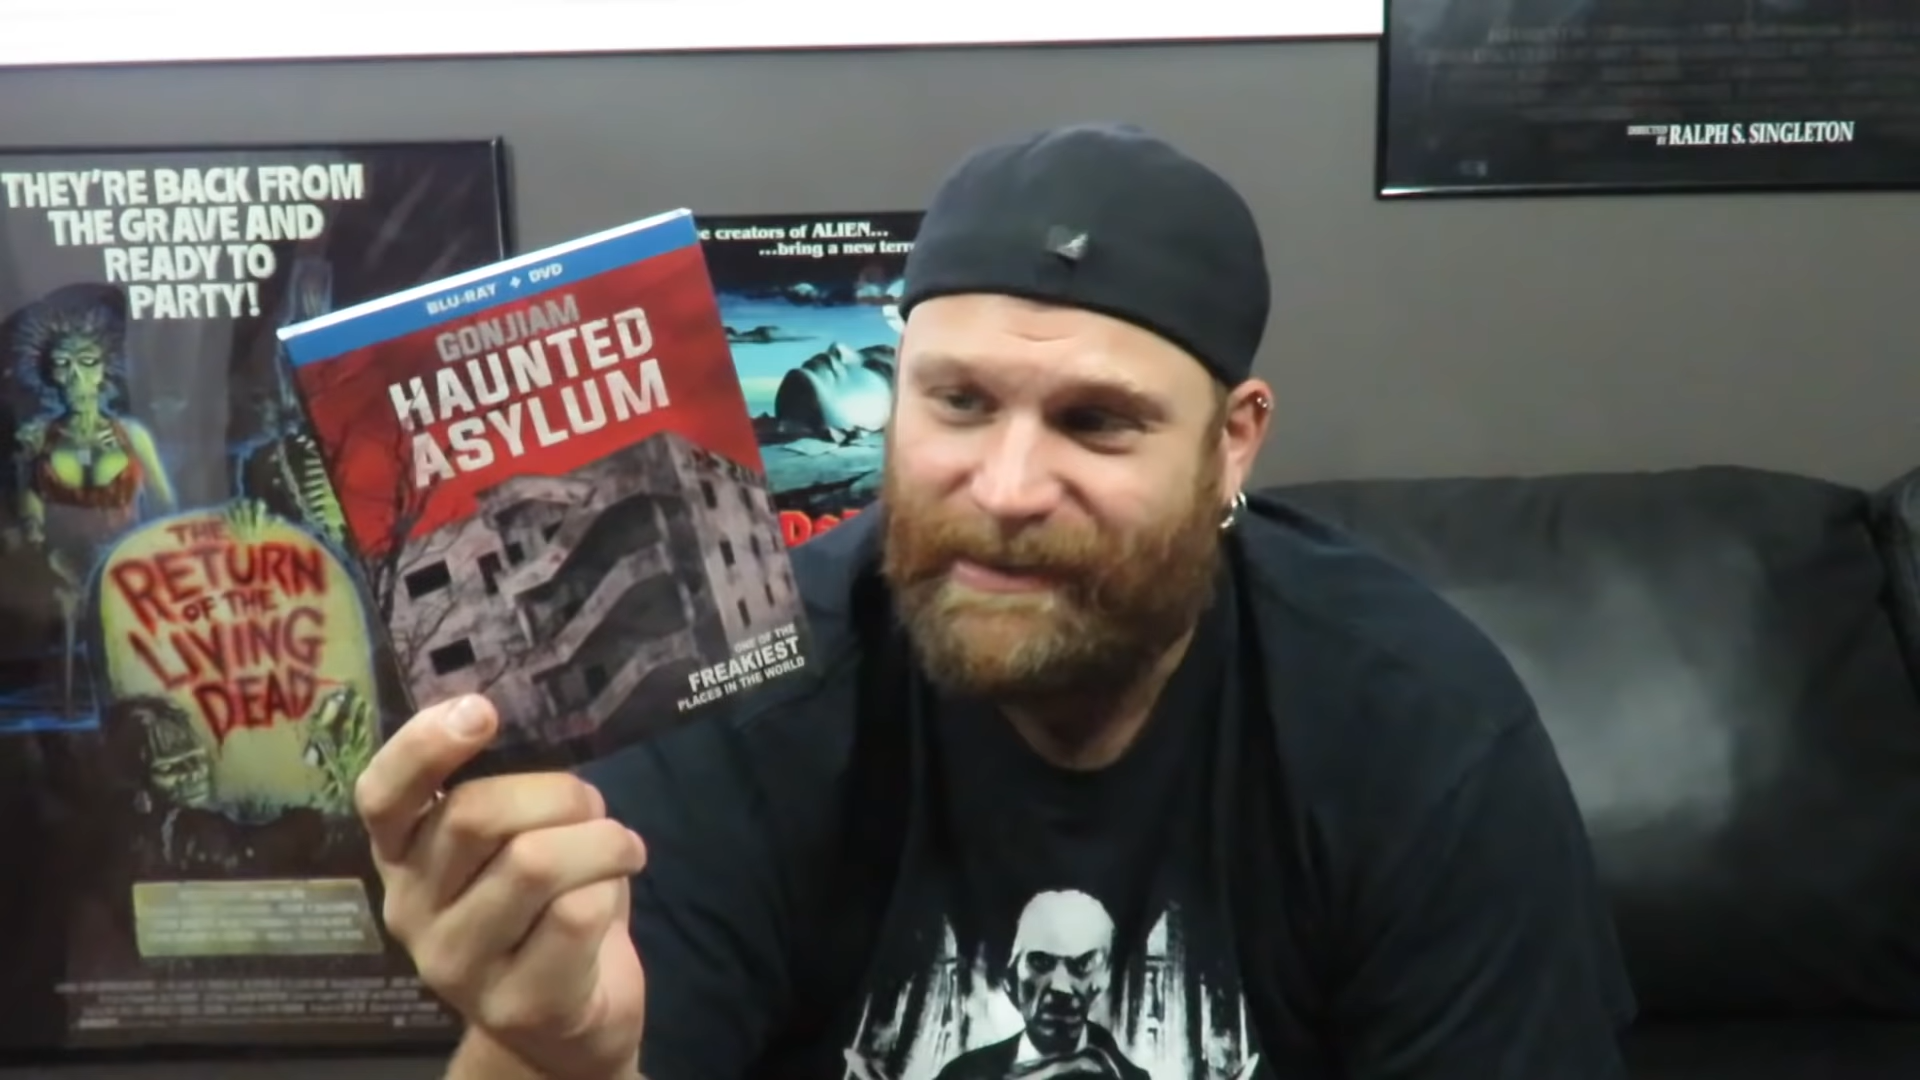 THEY'RE BACK FROM
THE GRAVE AND
READY TO
PARTY!
THE
RETURN
OF THE
LIVING
DEAD
BLU-RAY + DVD
GONJIAM
HAUNTED
ASYLUM
ONE OF THE
FREAKIEST
PLACES IN THE WORLD
creators of ALIEN...
...bring a new
DIRECTED
BY RALPH S. SINGLETON